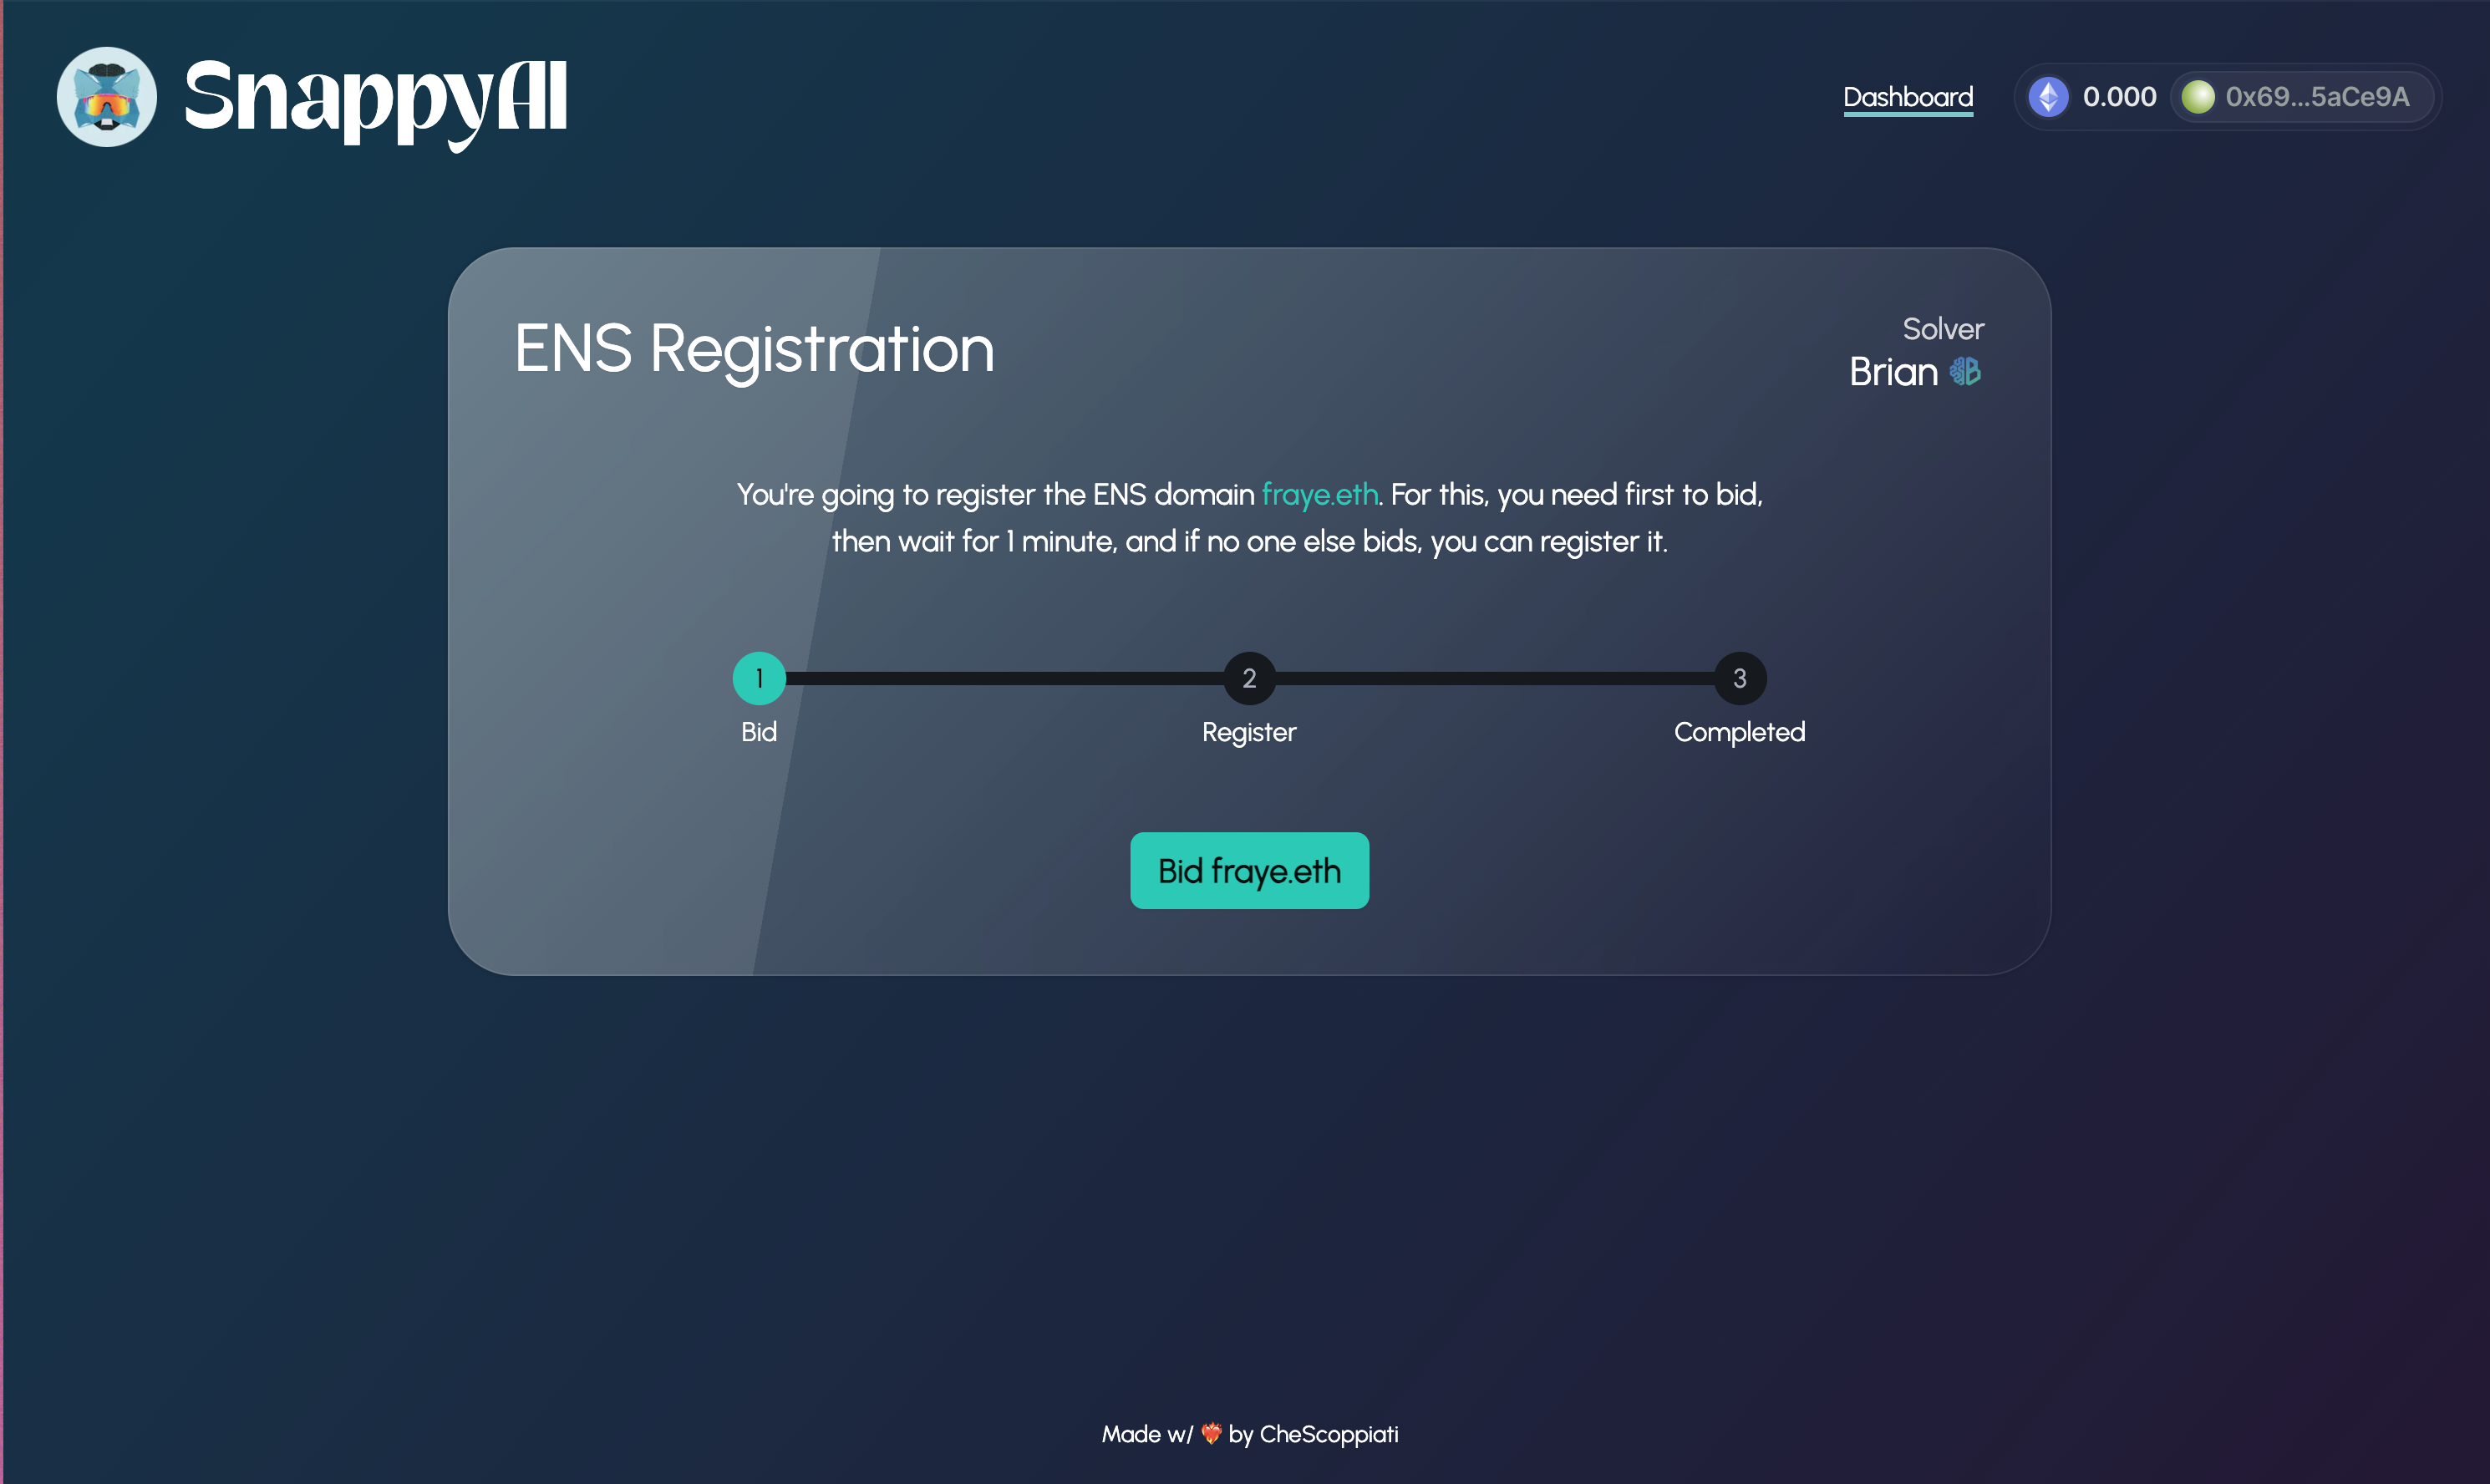 SnappyAI
Dashboard
0.000
0x69...5aCe9A
ENS Registration
Solver
Brian
You're going to register the ENS domain fraye.eth. For this, you need first to bid,
then wait for 1 minute, and if no one else bids, you can register it.
1
2
3
Bid
Register
Completed
Bid fraye.eth
Made w/ ❤️‍🔥 by CheScoppiati